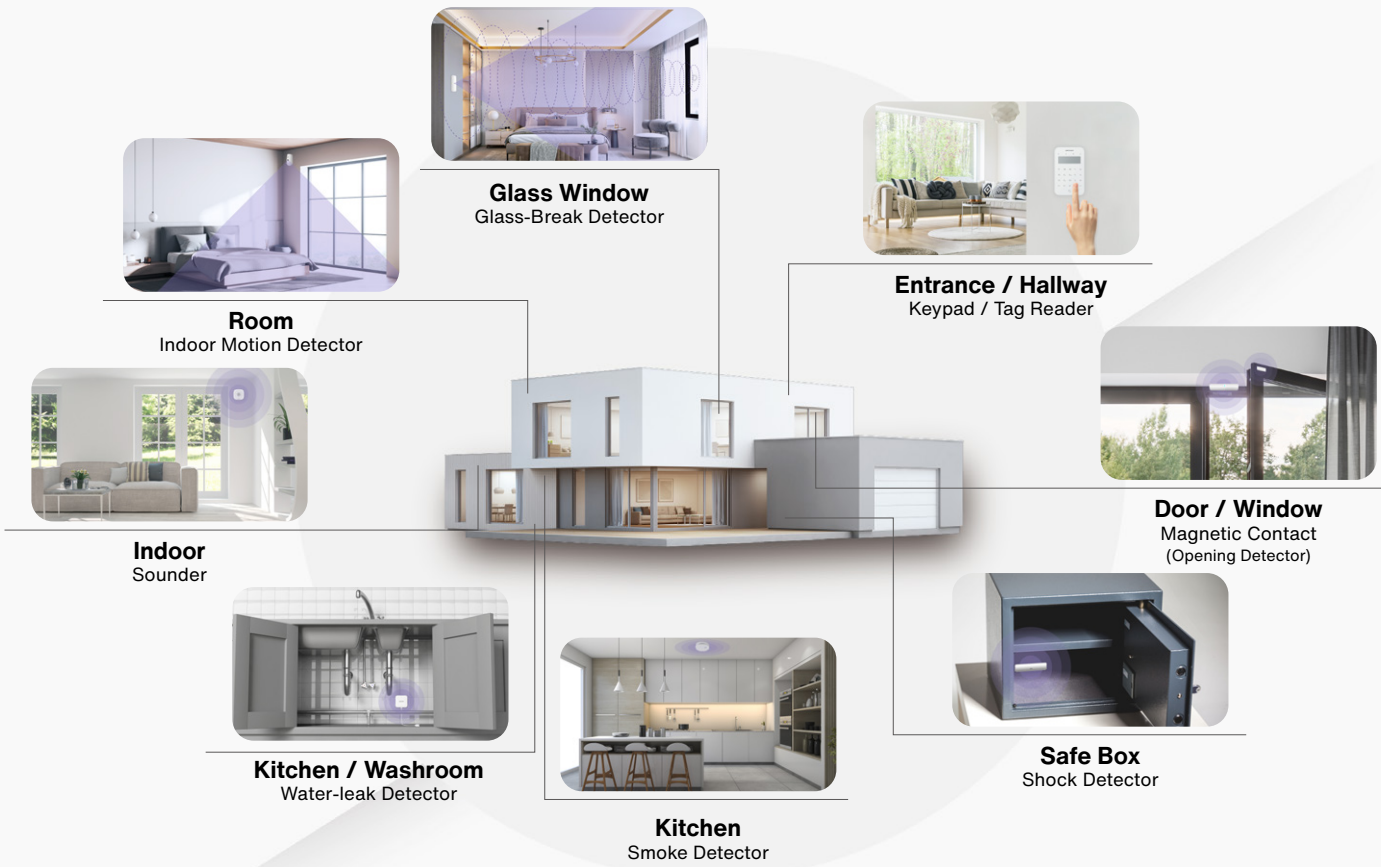 Glass Window
Glass-Break Detector
Entrance / Hallway
Keypad / Tag Reader
Room
Indoor Motion Detector
Door / Window
Magnetic Contact
(Opening Detector)
Indoor
Sounder
Safe Box
Shock Detector
Kitchen / Washroom
Water-leak Detector
Kitchen
Smoke Detector